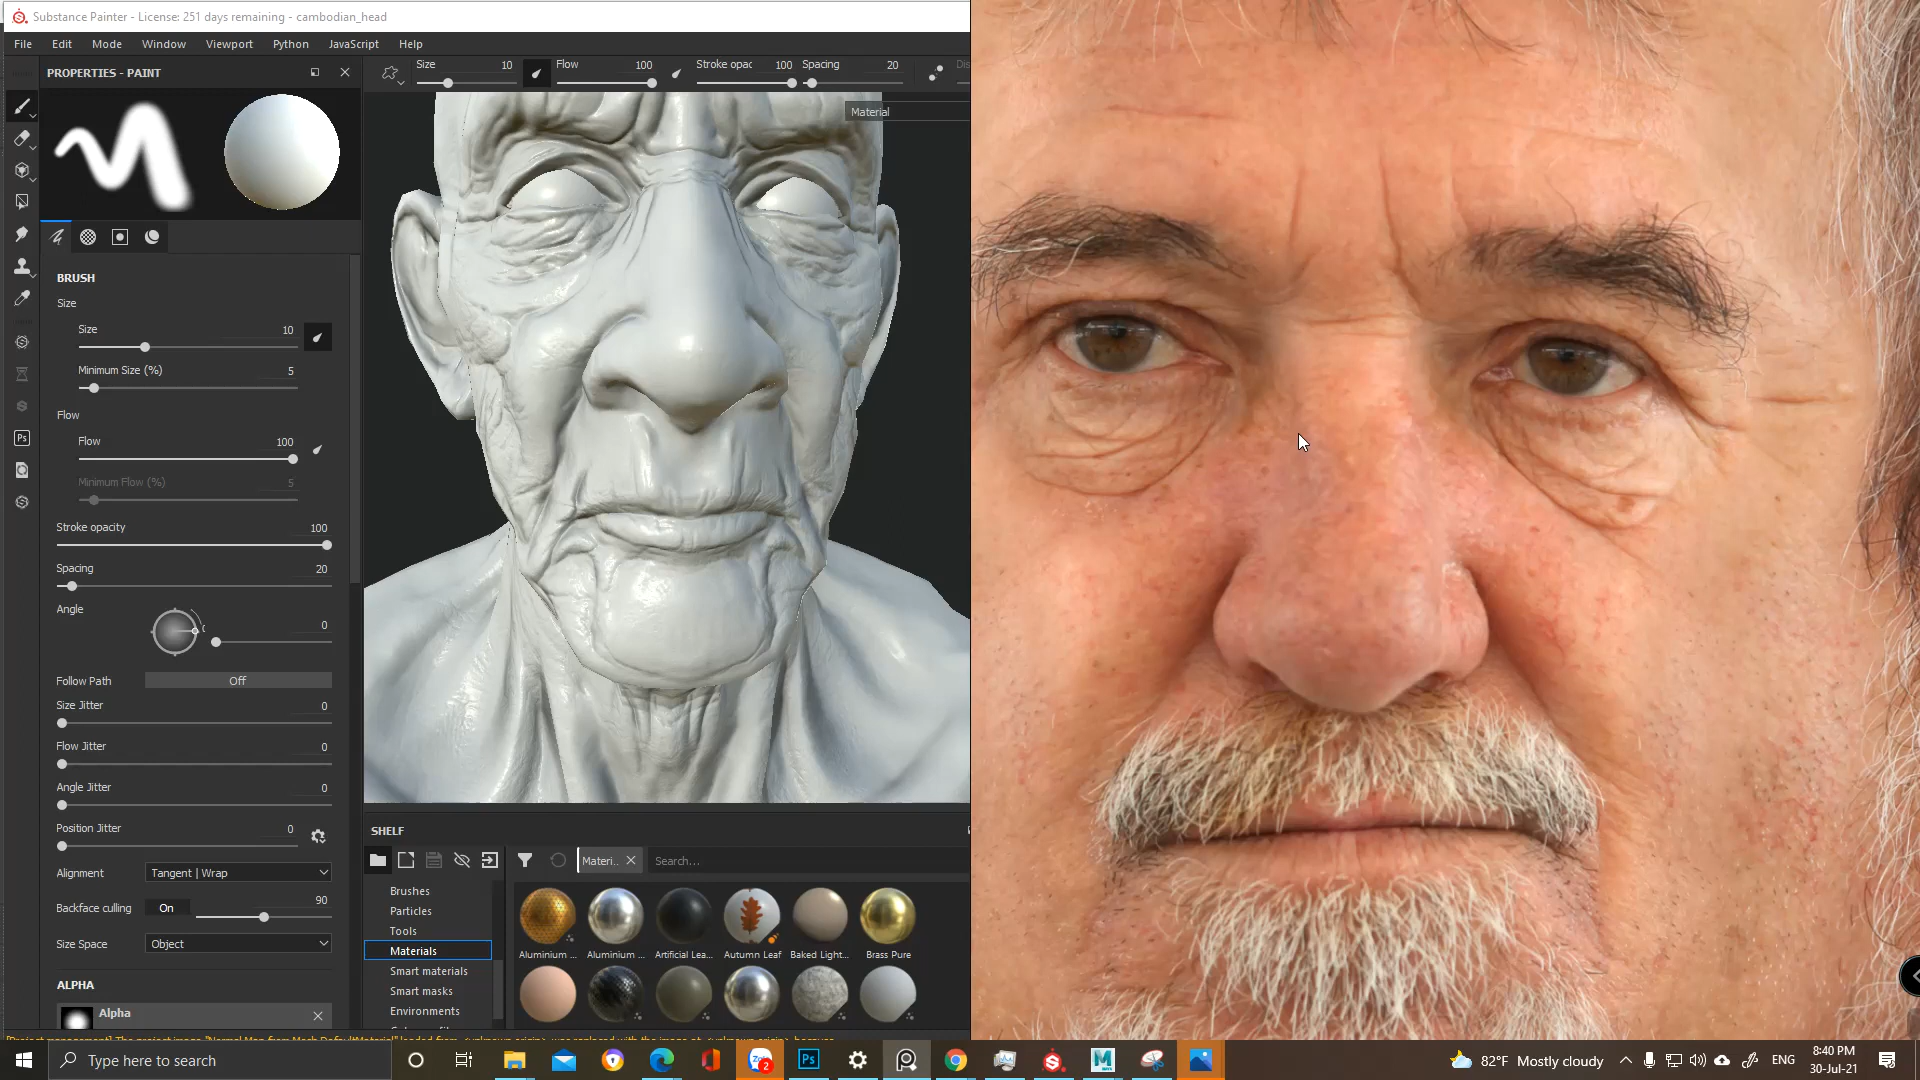 Substance Painter - License: 251 days remaining - cambodian_head
File Edit Mode Window Viewport Python JavaScript Help
PROPERTIES - PAINT
Size 10 Flow 100 Stroke opac 100 Spacing 20
Material
BRUSH
Size
Size 10
Minimum Size (%) 5
Flow
Flow 100
Minimum Flow (%) 5
Stroke opacity 100
Spacing 20
Angle
0
Follow Path Off
Size Jitter 0
Flow Jitter 0
Angle Jitter 0
Position Jitter 0
Alignment Tangent | Wrap
Backface culling On 90
Size Space Object
ALPHA
Alpha
SHELF
Materi.. Search...
Brushes
Particles
Tools
Materials
Smart materials
Smart masks
Environments
Aluminium ... Aluminium ... Artificial Lea... Autumn Leaf Baked Light... Brass Pure
Ps
Type here to search
2
Ps
82°F Mostly cloudy
ENG
8:40 PM
30-Jul-21